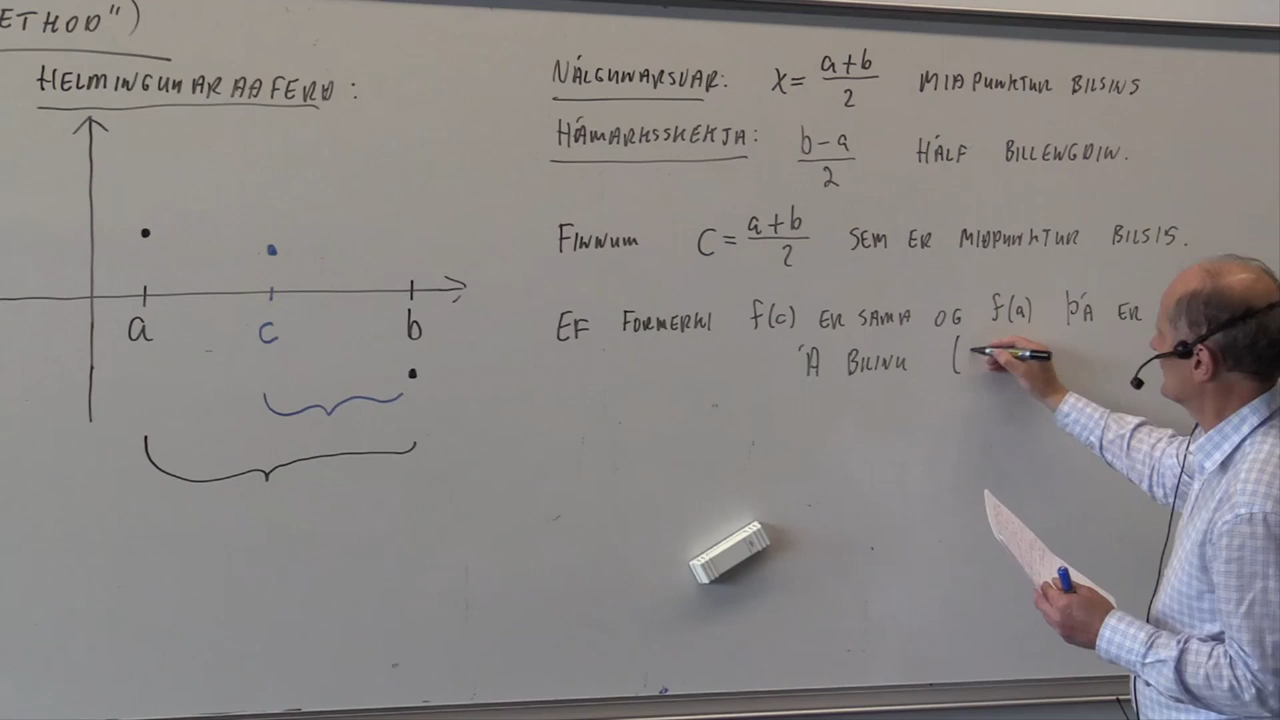 ETHOD")
HELMINGUNARAÐFERÐ:
a
c
b
NÁLGUNARSVAR: x = a+b/2 MIÐPUNKTUR BILSINS
HÁMARKSSKEKJA: b-a/2 HÁLF BILLENGDIN.
FINNUM C = a+b/2 SEM ER MIÐPUNKTUR BILSIS.
EF FORMERKI f(c) ER SAMA OG f(a) ÞÁ ER
Á BILINU (